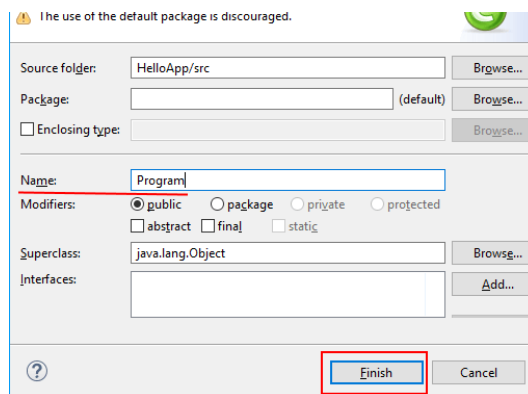 The use of the default package is discouraged.
Source folder: HelloApp/src Browse...
Package: (default) Browse...
Enclosing type: Browse...
Name: Program
Modifiers: public package private protected
abstract final static
Superclass: java.lang.Object Browse...
Interfaces: Add...
? Finish Cancel